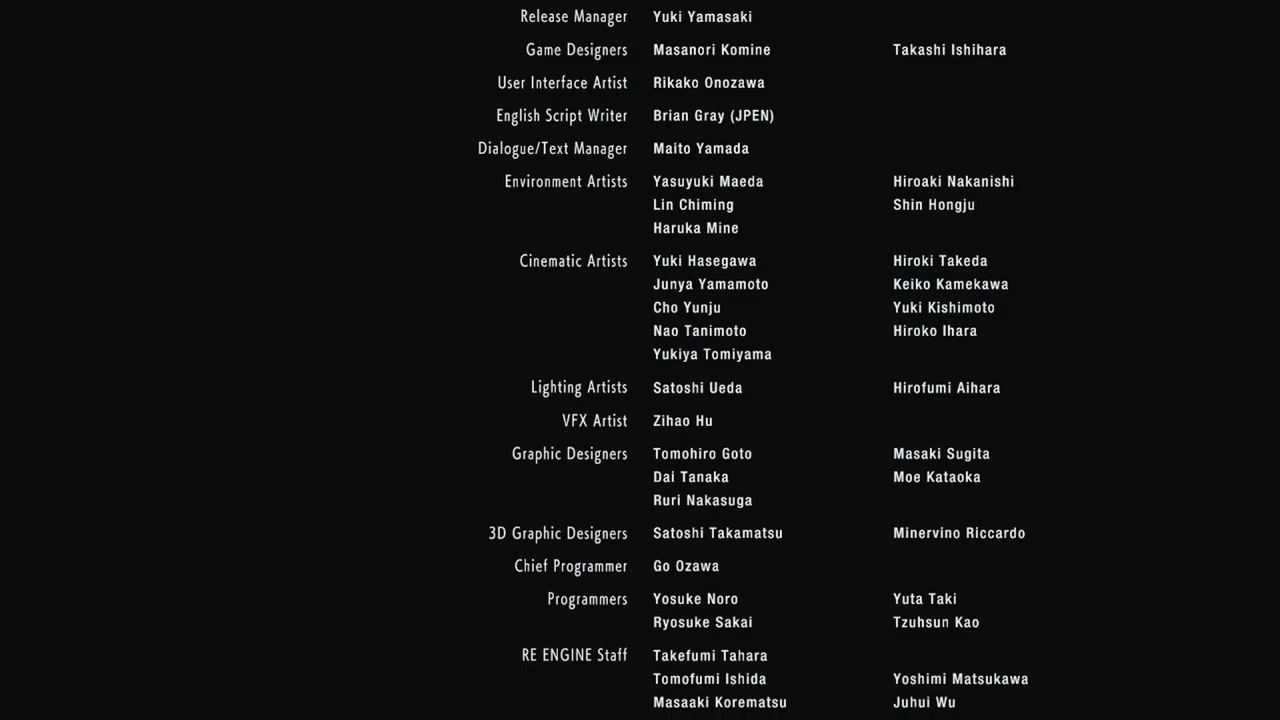 Release Manager Yuki Yamasaki
Game Designers Masanori Komine Takashi Ishihara
User Interface Artist Rikako Onozawa
English Script Writer Brian Gray (JPEN)
Dialogue/Text Manager Maito Yamada
Environment Artists Yasuyuki Maeda Hiroaki Nakanishi
Lin Chiming Shin Hongju
Haruka Mine
Cinematic Artists Yuki Hasegawa Hiroki Takeda
Junya Yamamoto Keiko Kamekawa
Cho Yunju Yuki Kishimoto
Nao Tanimoto Hiroko Ihara
Yukiya Tomiyama
Lighting Artists Satoshi Ueda Hirofumi Aihara
VFX Artist Zihao Hu
Graphic Designers Tomohiro Goto Masaki Sugita
Dai Tanaka Moe Kataoka
Ruri Nakasuga
3D Graphic Designers Satoshi Takamatsu Minervino Riccardo
Chief Programmer Go Ozawa
Programmers Yosuke Noro Yuta Taki
Ryosuke Sakai Tzuhsun Kao
RE ENGINE Staff Takefumi Tahara
Tomofumi Ishida Yoshimi Matsukawa
Masaaki Korematsu Juhui Wu